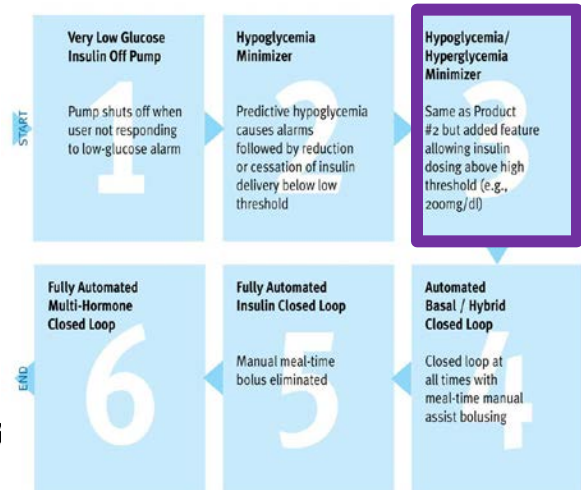 START
1
Very Low Glucose
Insulin Off Pump
Pump shuts off when
user not responding
to low-glucose alarm
2
Hypoglycemia
Minimizer
Predictive hypoglycemia
causes alarms
followed by reduction
or cessation of insulin
delivery below low
threshold
3
Hypoglycemia/
Hyperglycemia
Minimizer
Same as Product
#2 but added feature
allowing insulin
dosing above high
threshold (e.g.,
200mg/dl)
4
Automated
Basal / Hybrid
Closed Loop
Closed loop at
all times with
meal-time manual
assist bolusing
5
Fully Automated
Insulin Closed Loop
Manual meal-time
bolus eliminated
6
Fully Automated
Multi-Hormone
Closed Loop
END